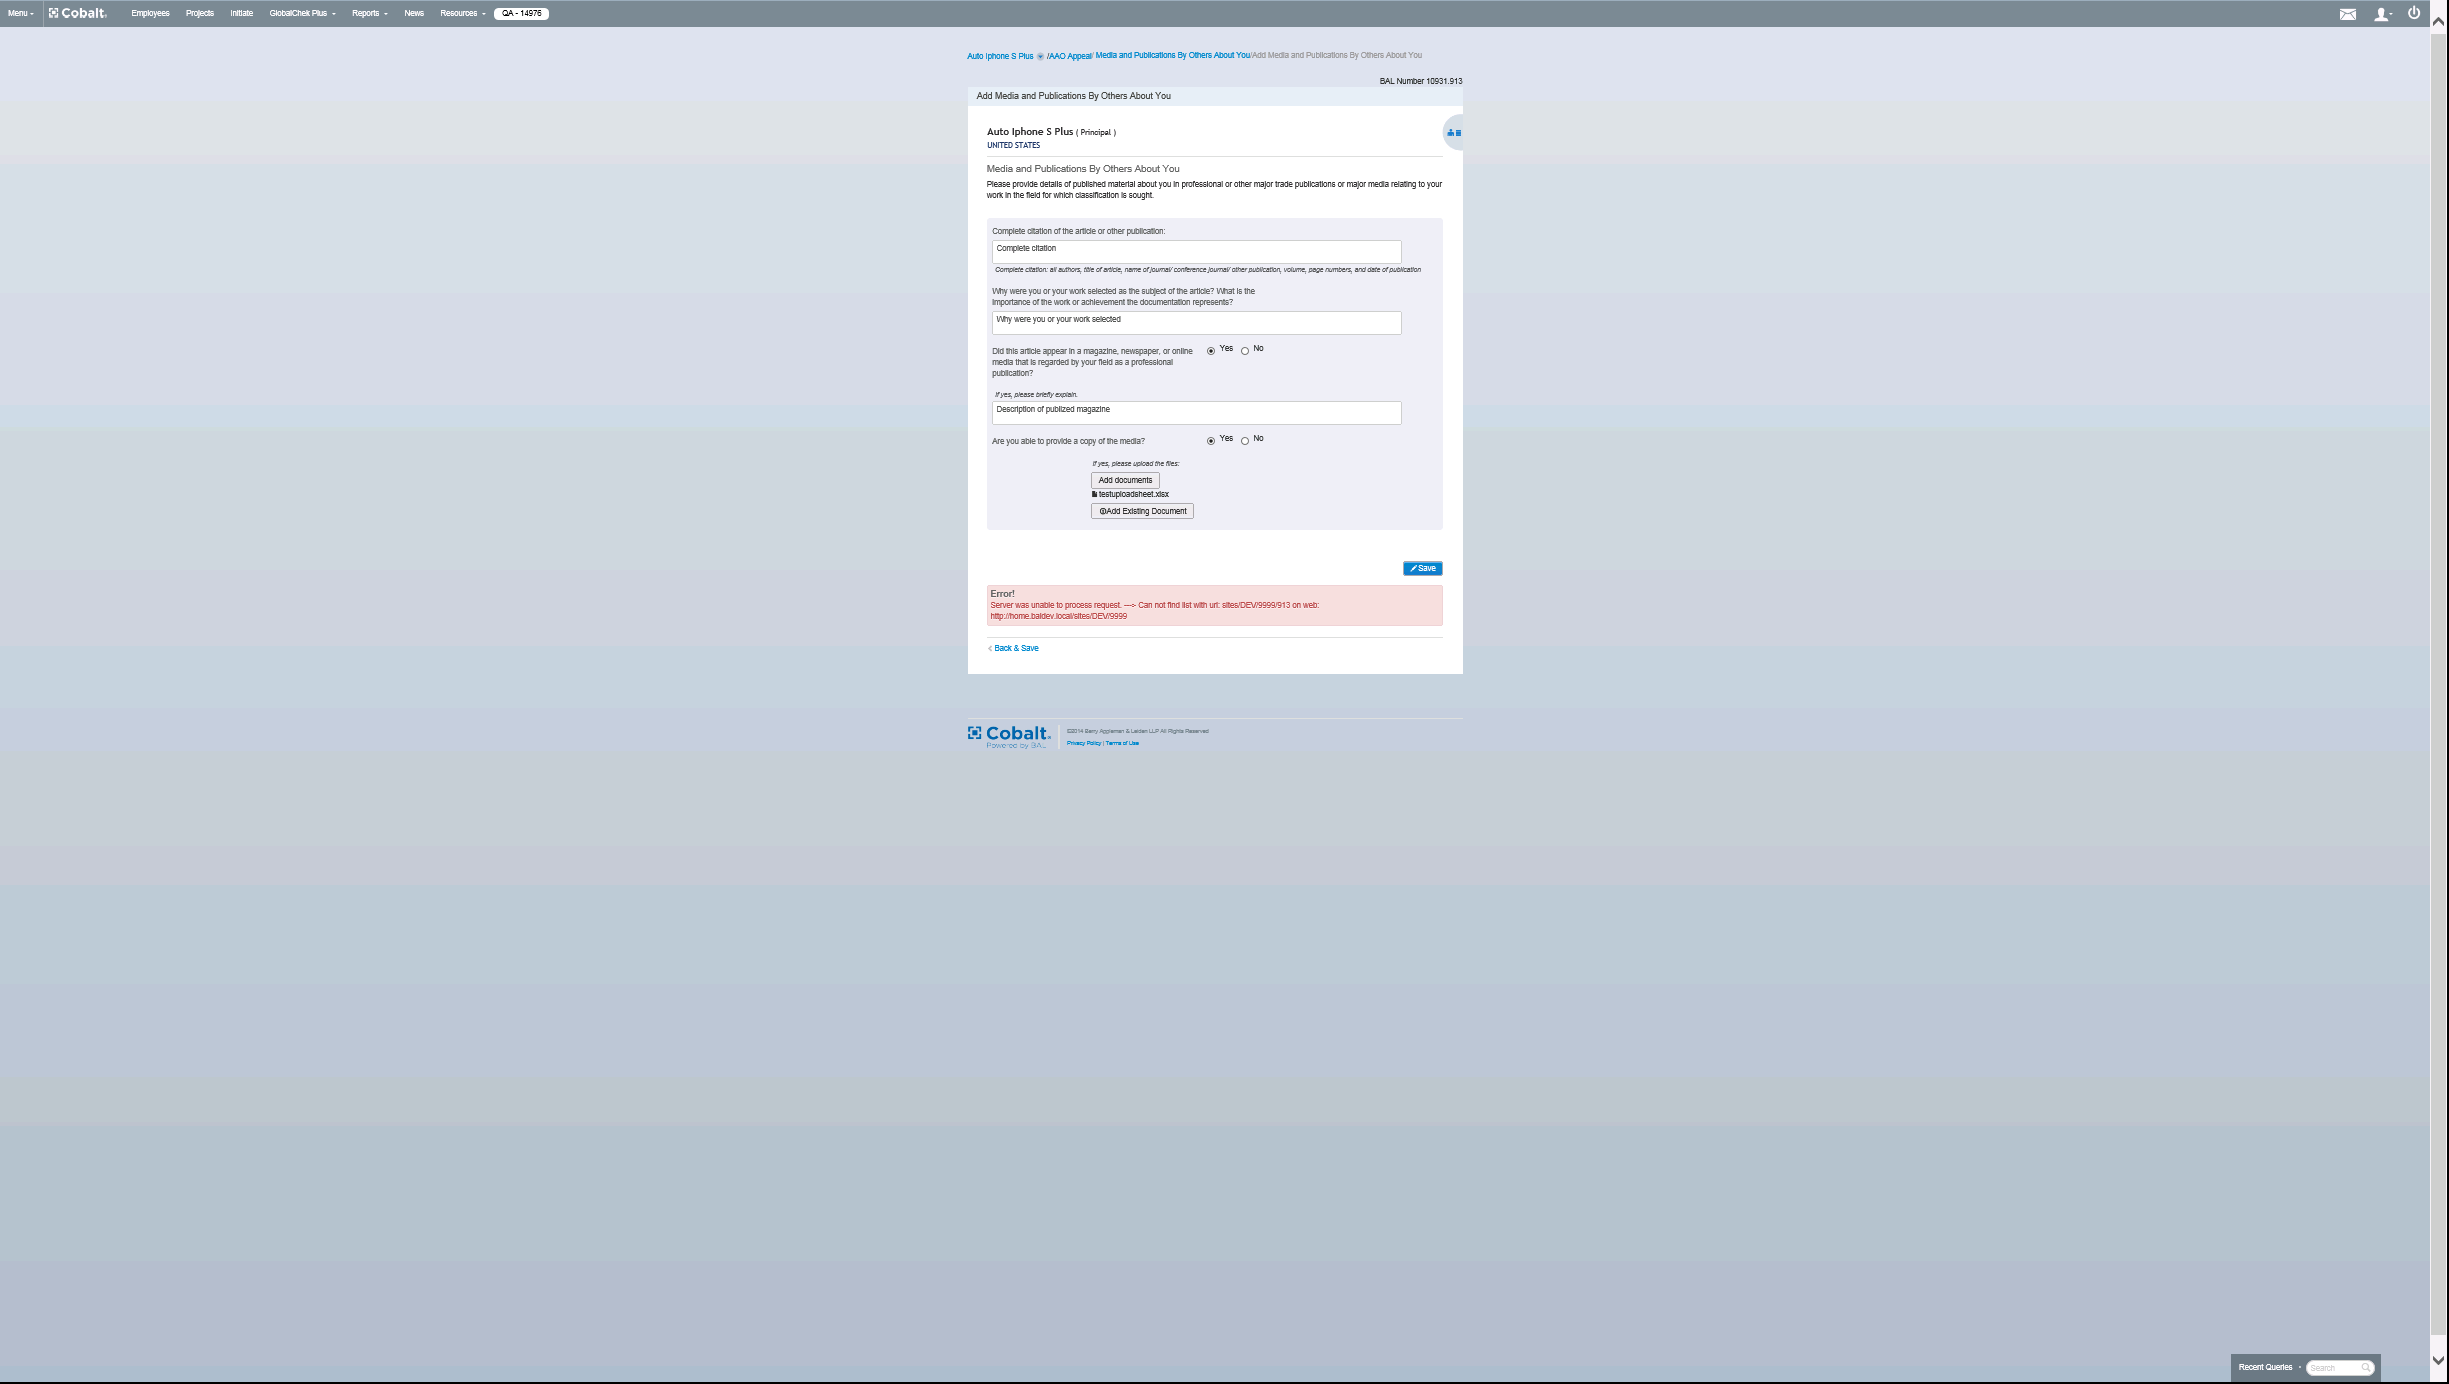 Menu
Cobalt.
Employees
Projects
Initiate
GlobalChek Plus
Reports
News
Resources
QA - 14976
Auto Iphone S Plus /AAO Appeal/ Media and Publications By Others About You/Add Media and Publications By Others About You
BAL Number 10931.913
Add Media and Publications By Others About You
Auto Iphone S Plus ( Principal )
UNITED STATES
Media and Publications By Others About You
Please provide details of published material about you in professional or other major trade publications or major media relating to your
work in the field for which classification is sought.
Complete citation of the article or other publication:
Complete citation
Complete citation: all authors, title of article, name of journal/ conference journal/ other publication, volume, page numbers, and date of publication
Why were you or your work selected as the subject of the article? What is the
importance of the work or achievement the documentation represents?
Why were you or your work selected
Did this article appear in a magazine, newspaper, or online
media that is regarded by your field as a professional
publication?
Yes No
If yes, please briefly explain.
Description of publized magazine
Are you able to provide a copy of the media?
Yes No
If yes, please upload the files:
Add documents
testuploadsheet.xlsx
Add Existing Document
Save
Error!
Server was unable to process request. ---> Can not find list with url: sites/DEV/9999/913 on web:
http://home.baldev.local/sites/DEV/9999
Back & Save
Cobalt.
Powered by BAL
©2014 Berry Appleman & Leiden LLP All Rights Reserved
Privacy Policy | Terms of Use
Recent Queries
Search